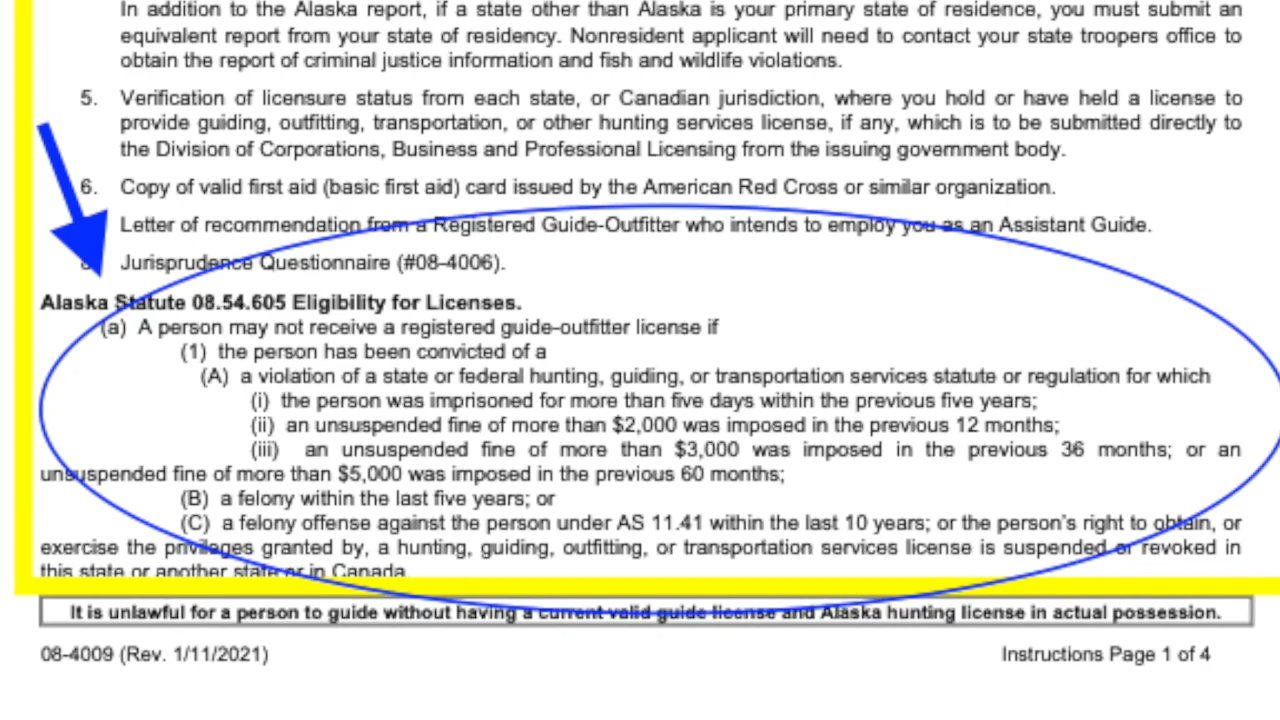 In addition to the Alaska report, if a state other than Alaska is your primary state of residence, you must submit an
equivalent report from your state of residency. Nonresident applicant will need to contact your state troopers office to
obtain the report of criminal justice information and fish and wildlife violations.
5. Verification of licensure status from each state, or Canadian jurisdiction, where you hold or have held a license to
provide guiding, outfitting, transportation, or other hunting services license, if any, which is to be submitted directly to
the Division of Corporations, Business and Professional Licensing from the issuing government body.
6. Copy of valid first aid (basic first aid) card issued by the American Red Cross or similar organization.
Letter of recommendation from a Registered Guide-Outfitter who intends to employ you as an Assistant Guide.
Jurisprudence Questionnaire (#08-4006).
Alaska Statute 08.54.605 Eligibility for Licenses.
(a) A person may not receive a registered guide-outfitter license if
(1) the person has been convicted of a
(A) a violation of a state or federal hunting, guiding, or transportation services statute or regulation for which
(i) the person was imprisoned for more than five days within the previous five years;
(ii) an unsuspended fine of more than $2,000 was imposed in the previous 12 months;
(iii) an unsuspended fine of more than $3,000 was imposed in the previous 36 months; or an
unsuspended fine of more than $5,000 was imposed in the previous 60 months;
(B) a felony within the last five years; or
(C) a felony offense against the person under AS 11.41 within the last 10 years; or the person's right to obtain, or
exercise the privileges granted by, a hunting, guiding, outfitting, or transportation services license is suspended or revoked in
this state or another state or in Canada
It is unlawful for a person to guide without having a current valid guide license and Alaska hunting license in actual possession.
08-4009 (Rev. 1/11/2021)
Instructions Page 1 of 4